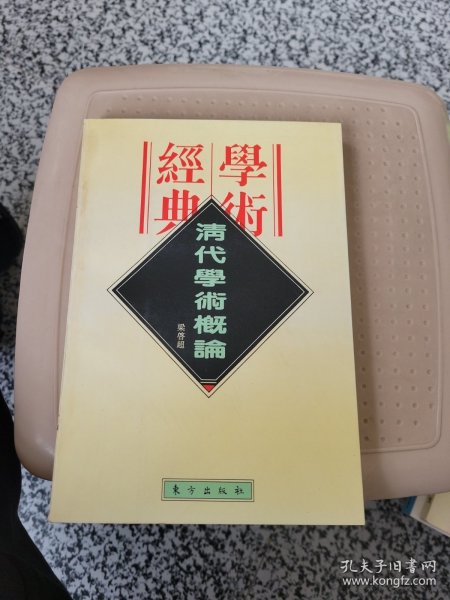 學術
經典
清代學術概論
梁啓超
東方出版社
孔夫子旧书网
www.kongfz.com